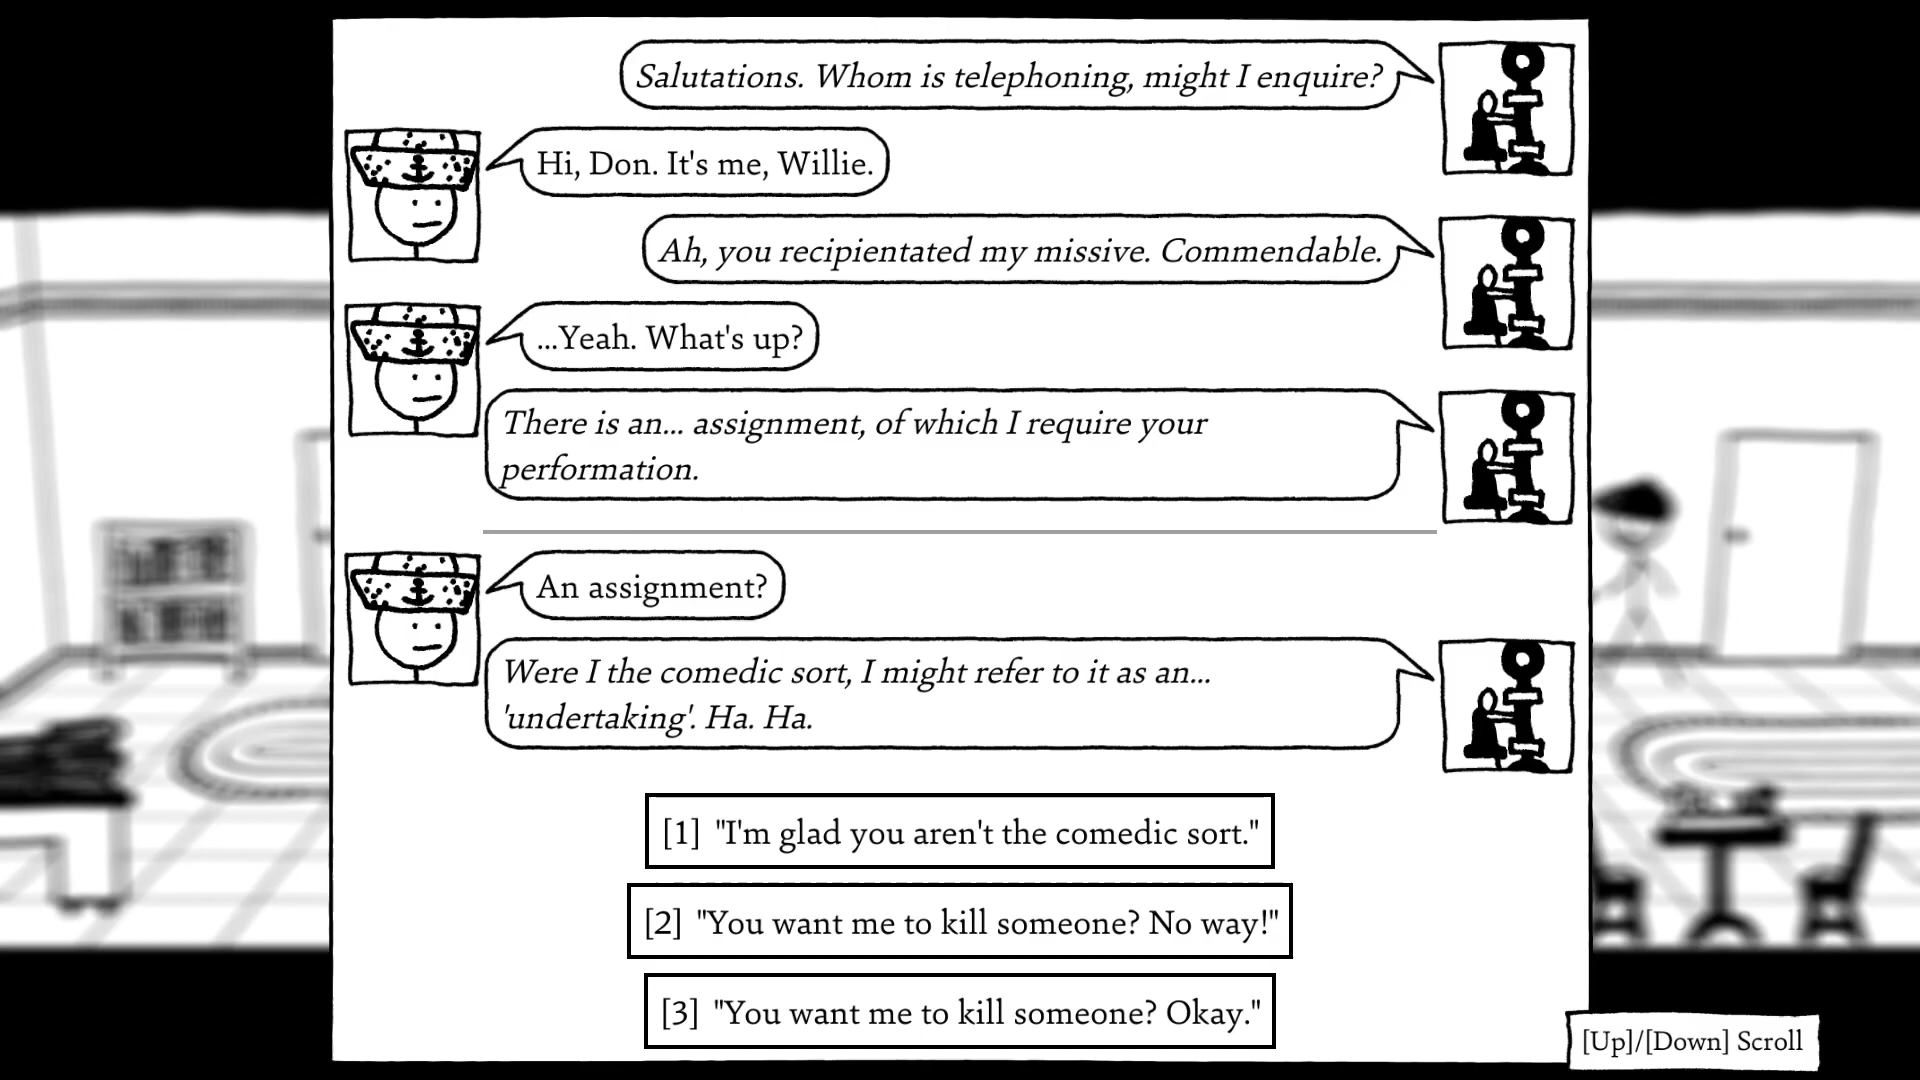 Salutations. Whom is telephoning, might I enquire?
Hi, Don. It's me, Willie.
Ah, you recipientated my missive. Commendable.
...Yeah. What's up?
There is an... assignment, of which I require your
performation.
An assignment?
Were I the comedic sort, I might refer to it as an...
'undertaking'. Ha. Ha.
[1] "I'm glad you aren't the comedic sort."
[2] "You want me to kill someone? No way!"
[3] "You want me to kill someone? Okay."
[Up]/[Down] Scroll